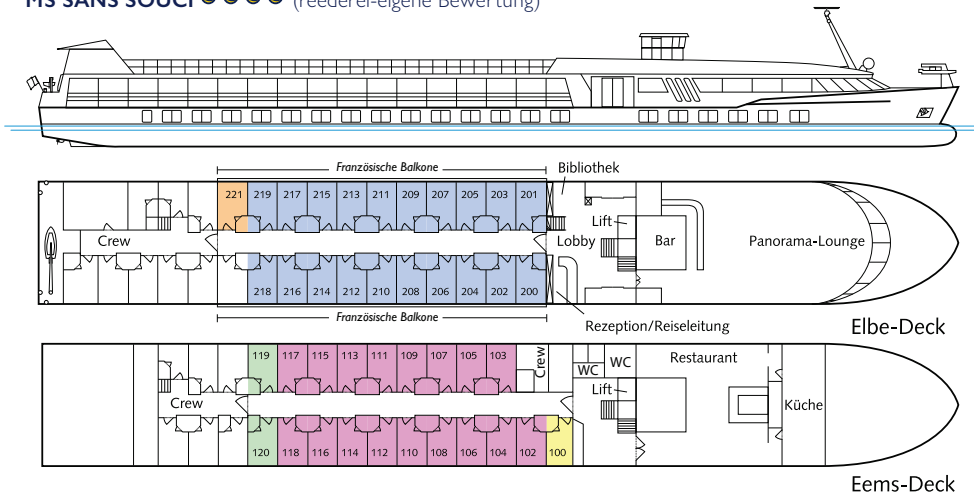 MS SANS SOUCI (reederei-eigene Bewertung)
Französische Balkone
Bibliothek
221 219 217 215 213 211 209 207 205 203 201
Lift
Crew
Lobby
Bar
Panorama-Lounge
218 216 214 212 210 208 206 204 202 200
Französische Balkone
Rezeption/Reiseleitung
Elbe-Deck
119 117 115 113 111 109 107 105 103
Crew
WC
WC
Restaurant
Lift
Crew
Küche
120 118 116 114 112 110 108 106 104 102 100
Eems-Deck